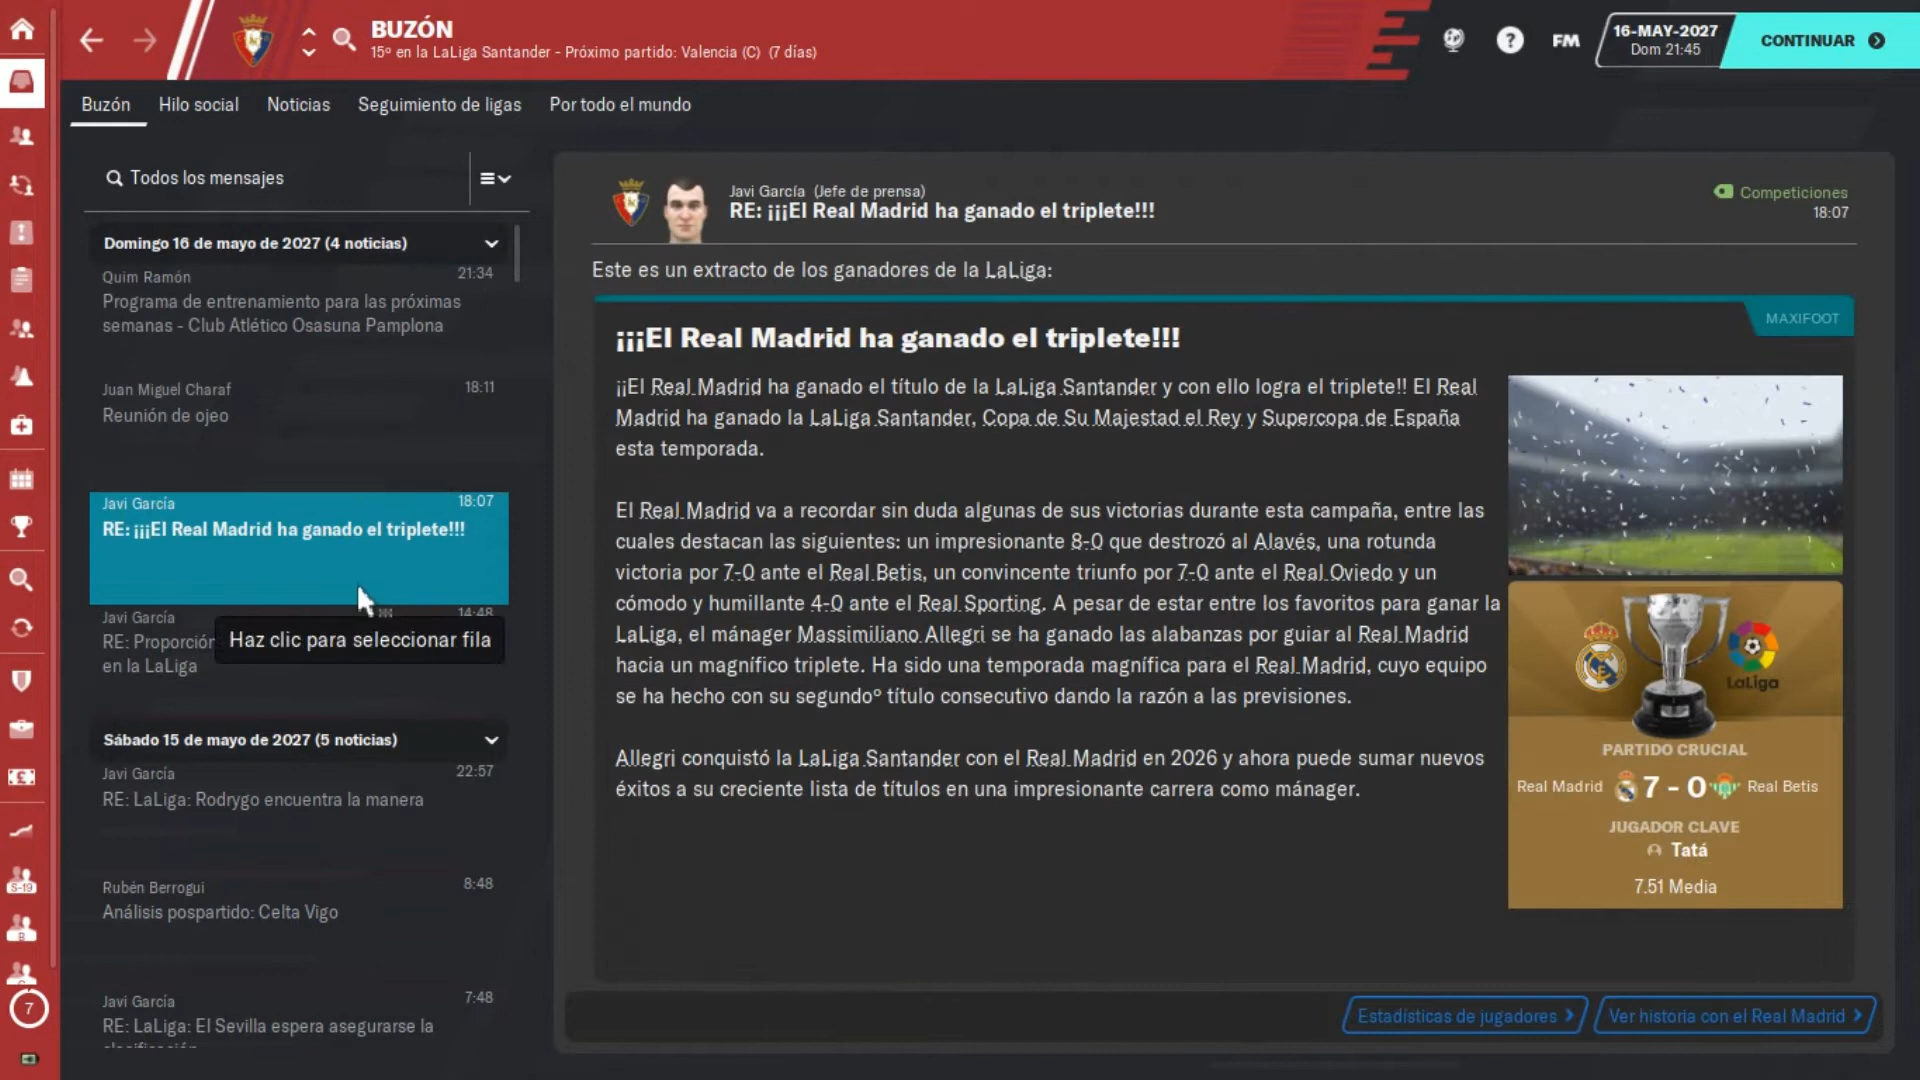 BUZÓN
15º en la LaLiga Santander - Próximo partido: Valencia (C) (7 días)
FM
16-MAY-2027
Dom 21:45
CONTINUAR
Buzón
Hilo social
Noticias
Seguimiento de ligas
Por todo el mundo
Todos los mensajes
Domingo 16 de mayo de 2027 (4 noticias)
Quim Ramón
21:34
Programa de entrenamiento para las próximas
semanas - Club Atlético Osasuna Pamplona
Juan Miguel Charaf
18:11
Reunión de ojeo
Javi García
18:07
RE: ¡¡¡El Real Madrid ha ganado el triplete!!!
Javi García
14:48
RE: Proporción
en la LaLiga
Haz clic para seleccionar fila
Sábado 15 de mayo de 2027 (5 noticias)
Javi García
22:57
RE: LaLiga: Rodrygo encuentra la manera
Rubén Berrogui
8:48
Análisis pospartido: Celta Vigo
Javi García
7:48
RE: LaLiga: El Sevilla espera asegurarse la
clasificación
S-19
B
7
Javi García (Jefe de prensa)
RE: ¡¡¡El Real Madrid ha ganado el triplete!!!
Competiciones
18:07
Este es un extracto de los ganadores de la LaLiga:
MAXIFOOT
¡¡¡El Real Madrid ha ganado el triplete!!!
¡¡El Real Madrid ha ganado el título de la LaLiga Santander y con ello logra el triplete!! El Real
Madrid ha ganado la LaLiga Santander, Copa de Su Majestad el Rey y Supercopa de España
esta temporada.
El Real Madrid va a recordar sin duda algunas de sus victorias durante esta campaña, entre las
cuales destacan las siguientes: un impresionante 8-0 que destrozó al Alavés, una rotunda
victoria por 7-0 ante el Real Betis, un convincente triunfo por 7-0 ante el Real Oviedo y un
cómodo y humillante 4-0 ante el Real Sporting. A pesar de estar entre los favoritos para ganar la
LaLiga, el mánager Massimiliano Allegri se ha ganado las alabanzas por guiar al Real Madrid
hacia un magnífico triplete. Ha sido una temporada magnífica para el Real Madrid, cuyo equipo
se ha hecho con su segundoº título consecutivo dando la razón a las previsiones.
Allegri conquistó la LaLiga Santander con el Real Madrid en 2026 y ahora puede sumar nuevos
éxitos a su creciente lista de títulos en una impresionante carrera como mánager.
LaLiga
PARTIDO CRUCIAL
Real Madrid 7 - 0 Real Betis
JUGADOR CLAVE
Tatá
7.51 Media
Estadísticas de jugadores
Ver historia con el Real Madrid